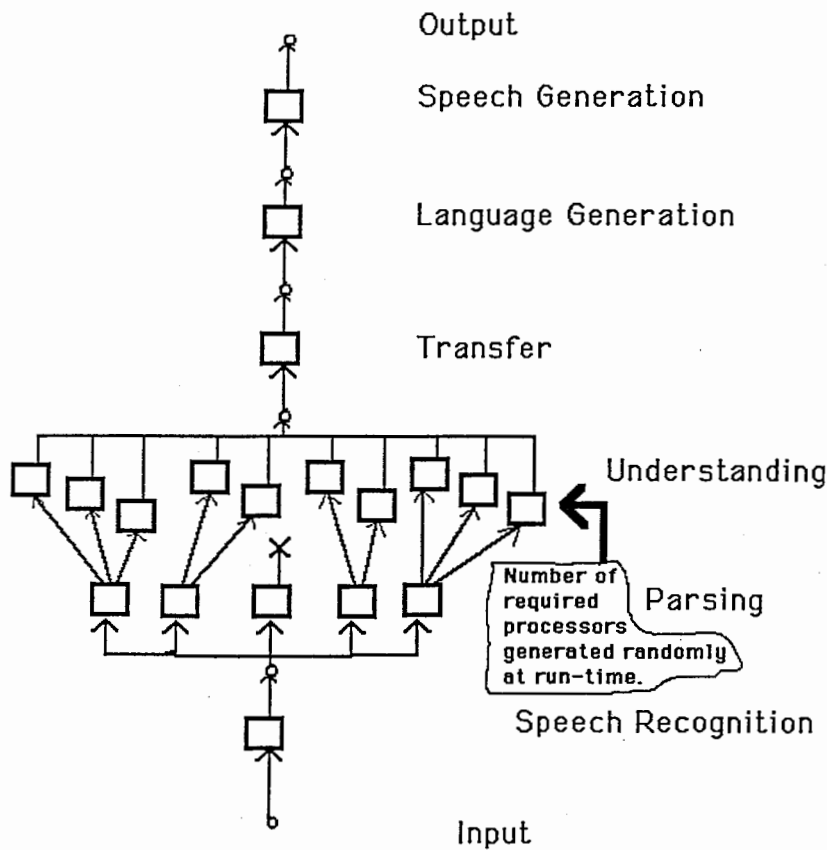 Output
Speech Generation
Language Generation
Transfer
Understanding
Number of
required
processors
generated randomly
at run-time.
Parsing
Speech Recognition
Input